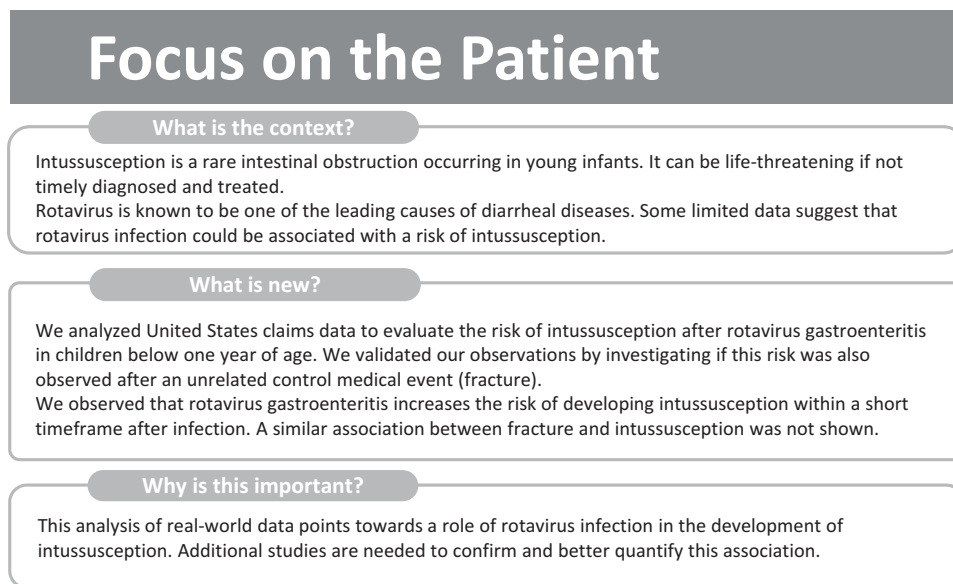 Focus on the Patient
What is the context?
Intussusception is a rare intestinal obstruction occurring in young infants. It can be life-threatening if not
timely diagnosed and treated.
Rotavirus is known to be one of the leading causes of diarrheal diseases. Some limited data suggest that
rotavirus infection could be associated with a risk of intussusception.
What is new?
We analyzed United States claims data to evaluate the risk of intussusception after rotavirus gastroenteritis
in children below one year of age. We validated our observations by investigating if this risk was also
observed after an unrelated control medical event (fracture).
We observed that rotavirus gastroenteritis increases the risk of developing intussusception within a short
timeframe after infection. A similar association between fracture and intussusception was not shown.
Why is this important?
This analysis of real-world data points towards a role of rotavirus infection in the development of
intussusception. Additional studies are needed to confirm and better quantify this association.